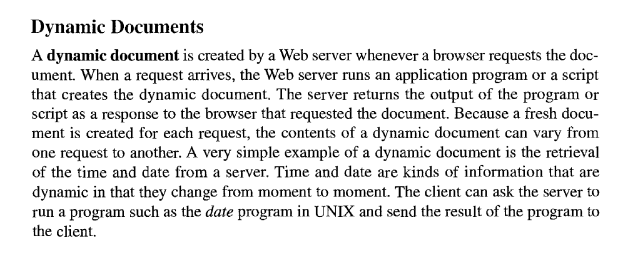 Dynamic Documents
A dynamic document is created by a Web server whenever a browser requests the doc-
ument. When a request arrives, the Web server runs an application program or a script
that creates the dynamic document. The server returns the output of the program or
script as a response to the browser that requested the document. Because a fresh docu-
ment is created for each request, the contents of a dynamic document can vary from
one request to another. A very simple example of a dynamic document is the retrieval
of the time and date from a server. Time and date are kinds of information that are
dynamic in that they change from moment to moment. The client can ask the server to
run a program such as the date program in UNIX and send the result of the program to
the client.